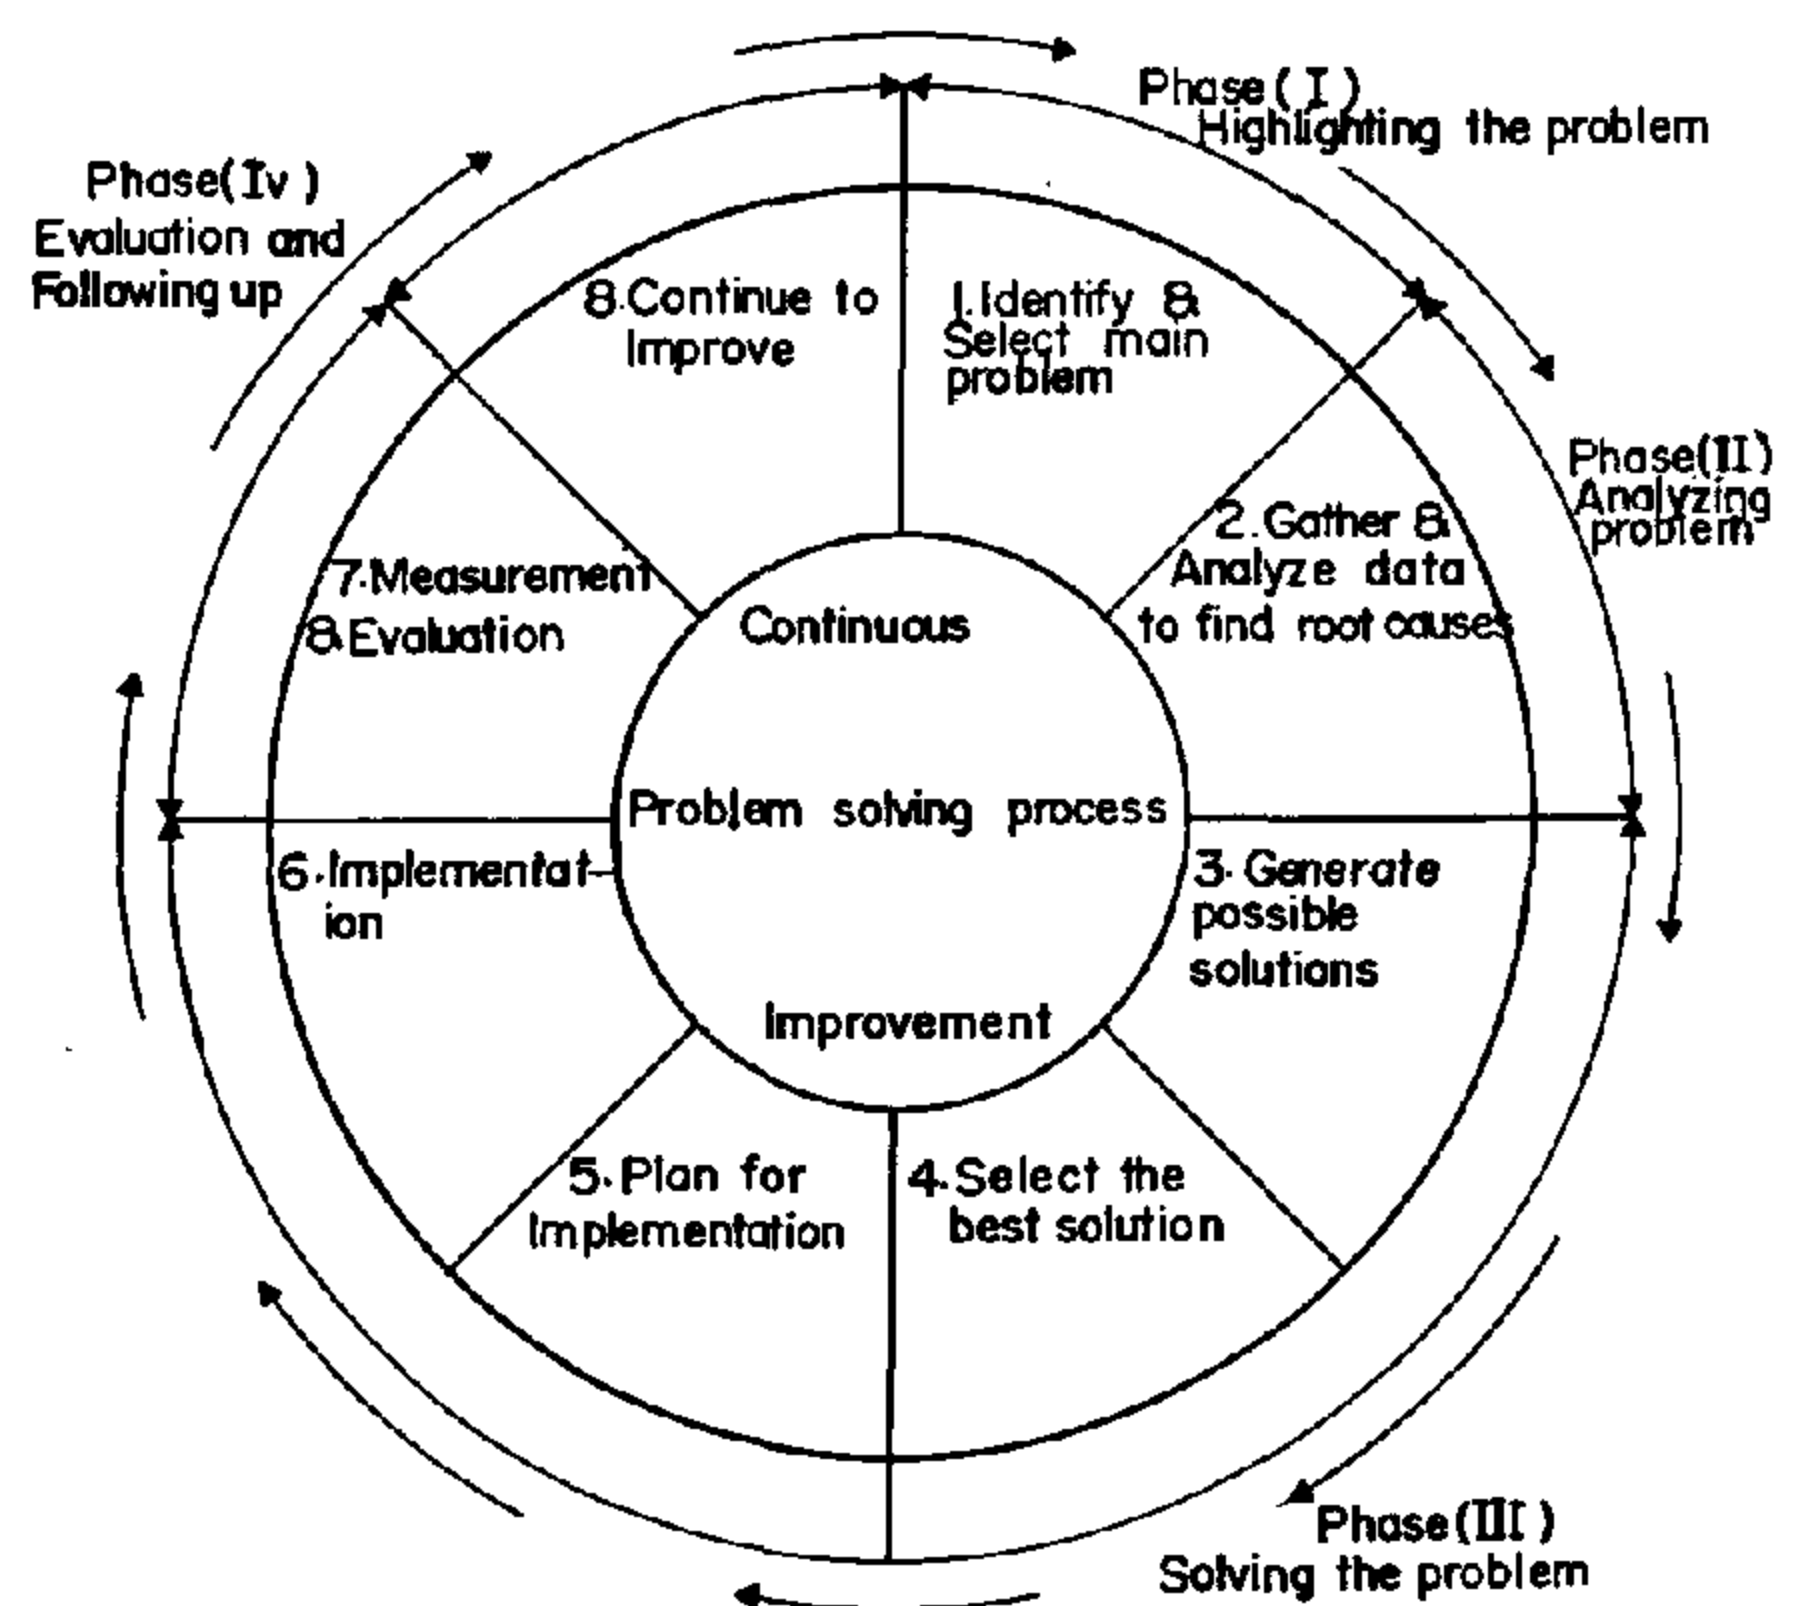 Phase(I)
Highlighting the problem
Phase(II)
Analyzing
problem
Phase(III)
Solving the problem
Phase(Iv)
Evaluation and
Following up
1.Identify &
Select main
problem
2.Gather &
Analyze data
to find root causes
3. Generate
possible
solutions
4.Select the
best solution
5.Plan for
Implementation
6.Implementat-
ion
7.Measurement
&Evaluation
8.Continue to
Improve
Continuous
Problem solving process
Improvement